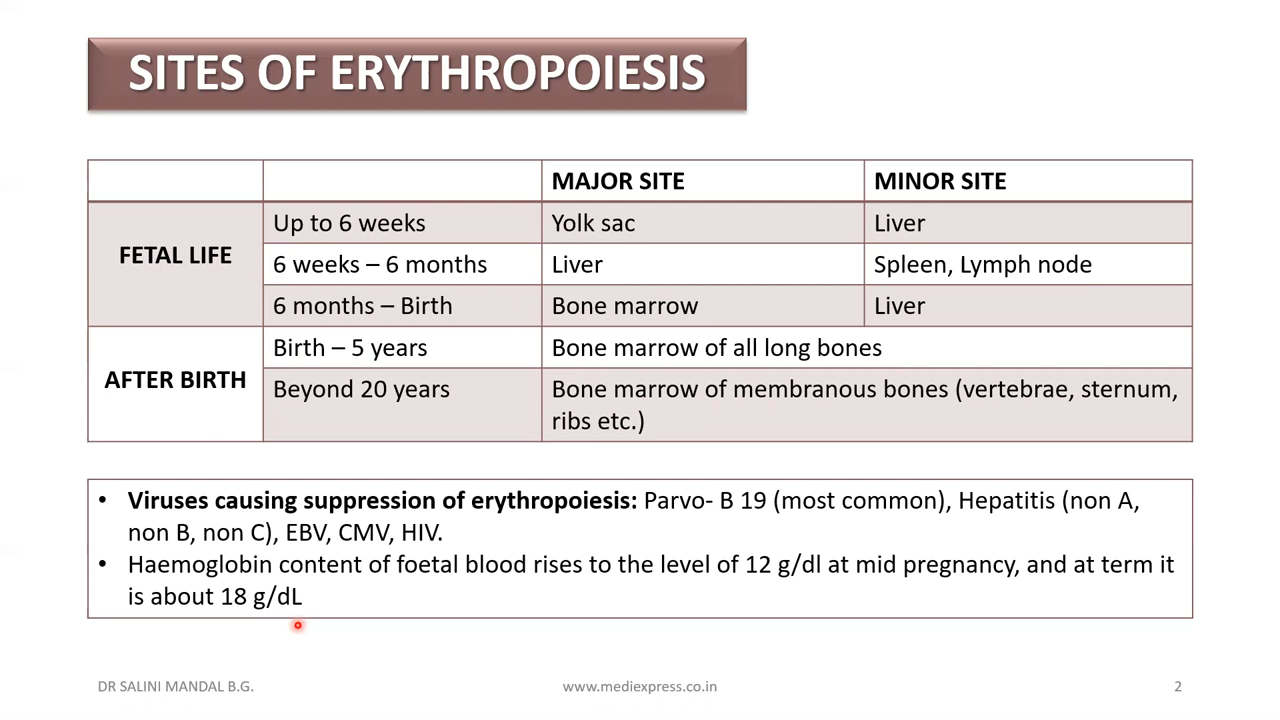 SITES OF ERYTHROPOIESIS
MAJOR SITE MINOR SITE
FETAL LIFE
Up to 6 weeks Yolk sac Liver
6 weeks – 6 months Liver Spleen, Lymph node
6 months – Birth Bone marrow Liver
AFTER BIRTH
Birth – 5 years Bone marrow of all long bones
Beyond 20 years Bone marrow of membranous bones (vertebrae, sternum,
ribs etc.)
• Viruses causing suppression of erythropoiesis: Parvo- B 19 (most common), Hepatitis (non A,
non B, non C), EBV, CMV, HIV.
• Haemoglobin content of foetal blood rises to the level of 12 g/dl at mid pregnancy, and at term it
is about 18 g/dL
DR SALINI MANDAL B.G. www.mediexpress.co.in 2